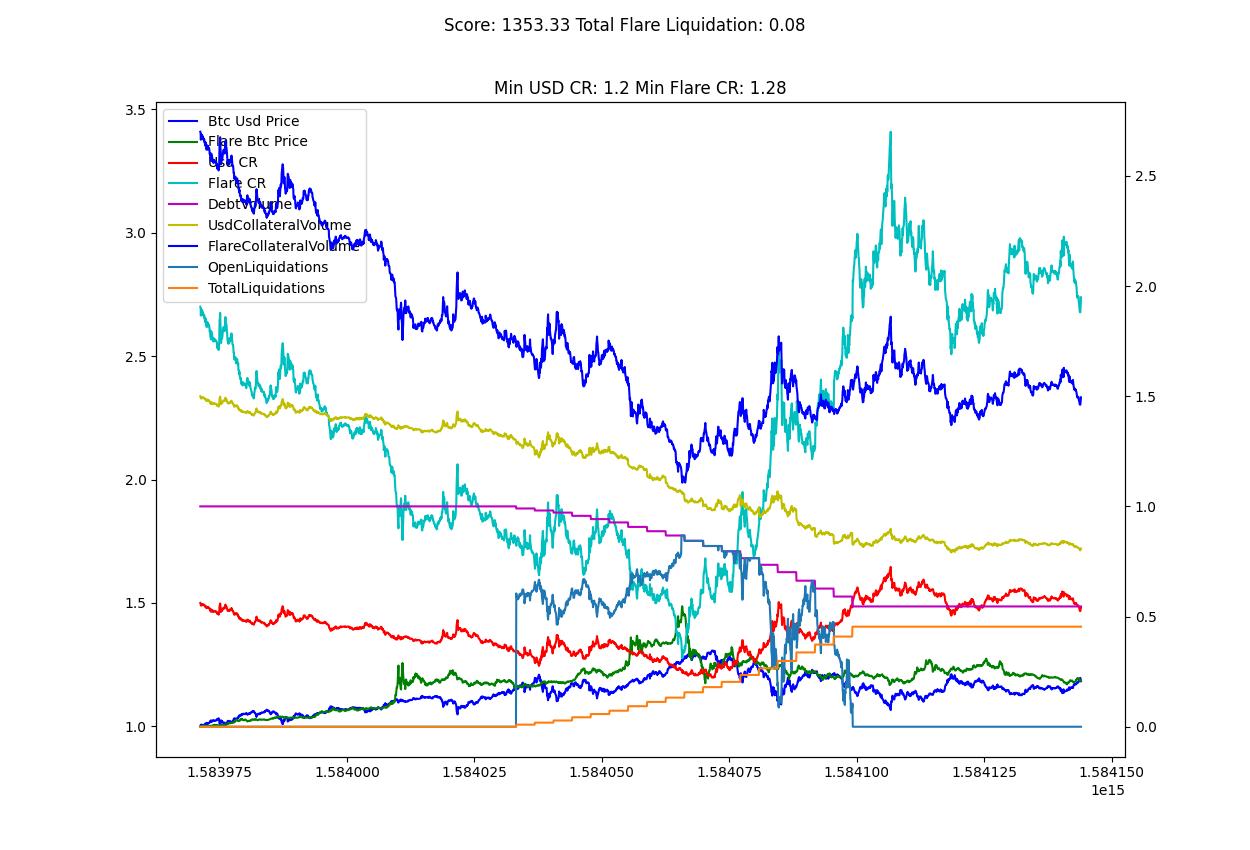 Score: 1353.33 Total Flare Liquidation: 0.08
Min USD CR: 1.2 Min Flare CR: 1.28
Btc Usd Price
Flare Btc Price
Usd CR
Flare CR
DebtVolume
UsdCollateralVolume
FlareCollateralVolume
OpenLiquidations
TotalLiquidations
3.5
3.0
2.5
2.0
1.5
1.0
2.5
2.0
1.5
1.0
0.5
0.0
1.583975 1.584000 1.584025 1.584050 1.584075 1.584100 1.584125 1.584150
1e15